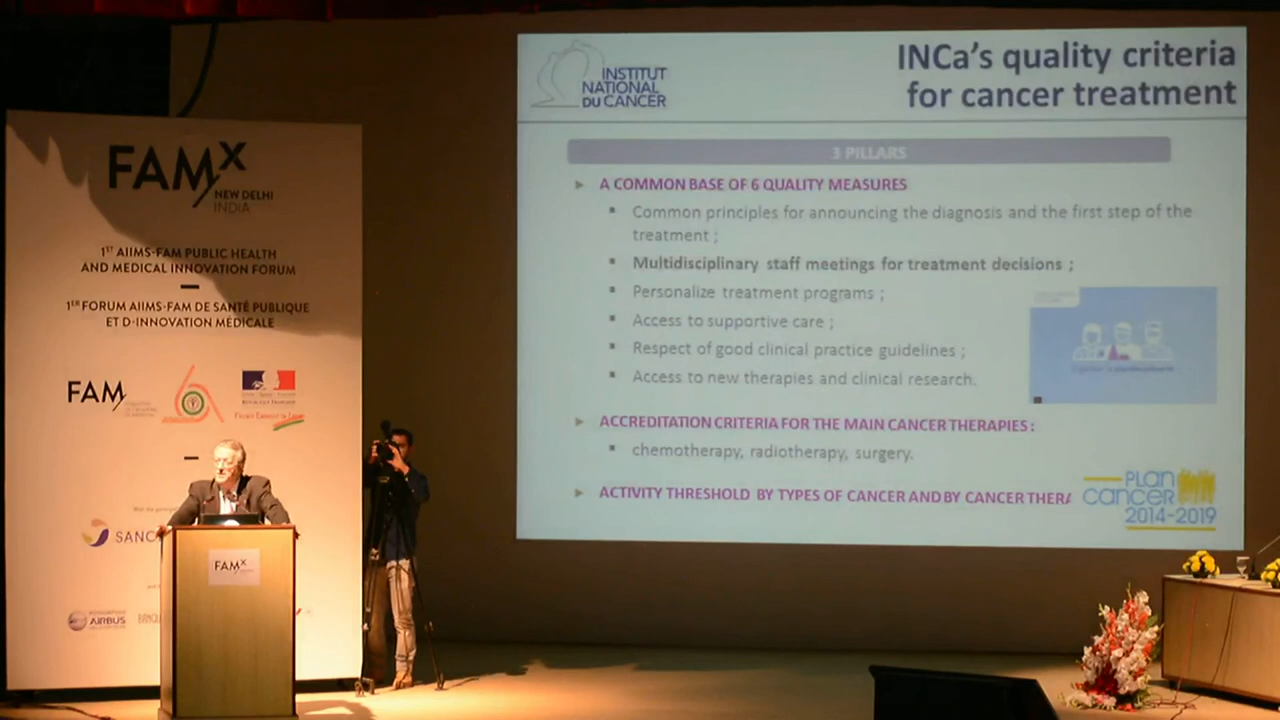 FAMx
NEW DELHI
INDIA
1ST AIIMS-FAM PUBLIC HEALTH
AND MEDICAL INNOVATION FORUM
1ER FORUM AIIMS-FAM DE SANTÉ PUBLIQUE
ET D-INNOVATION MÉDICALE
FAM
SANO
AIRBUS
FAMx
INSTITUT
NATIONAL
DU CANCER
INCa's quality criteria
for cancer treatment
3 PILLARS
A COMMON BASE OF 6 QUALITY MEASURES
Common principles for announcing the diagnosis and the first step of the
treatment ;
Multidisciplinary staff meetings for treatment decisions ;
Personalize treatment programs ;
Access to supportive care ;
Respect of good clinical practice guidelines ;
Access to new therapies and clinical research.
ACCREDITATION CRITERIA FOR THE MAIN CANCER THERAPIES :
chemotherapy, radiotherapy, surgery.
ACTIVITY THRESHOLD BY TYPES OF CANCER AND BY CANCER THERA
PLAN
CANCER
2014-2019